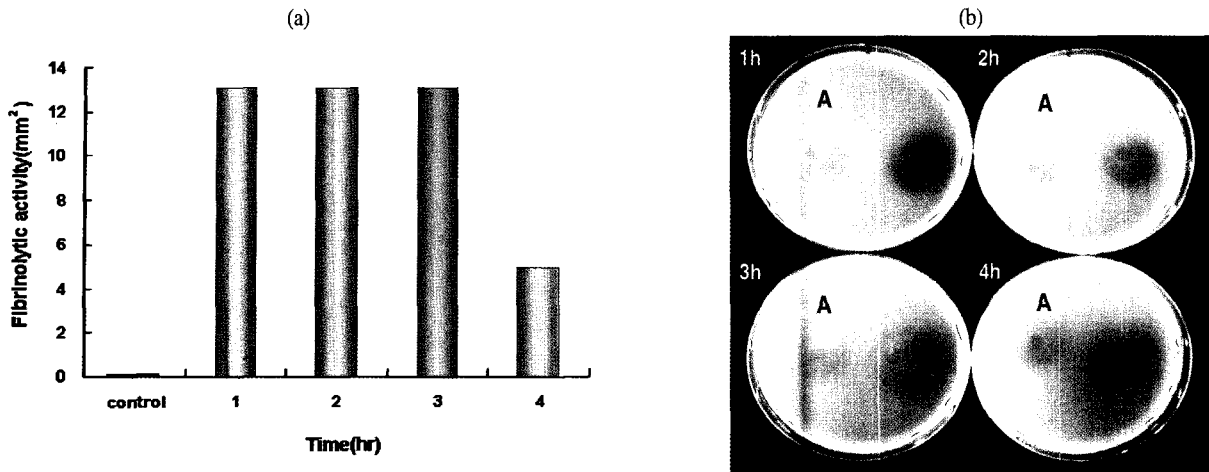 (a)
Fibrinolytic activity(mm²)
14
12
10
8
6
4
2
0
control 1 2 3 4
Time(hr)
(b)
1h
A
2h
A
3h
A
4h
A